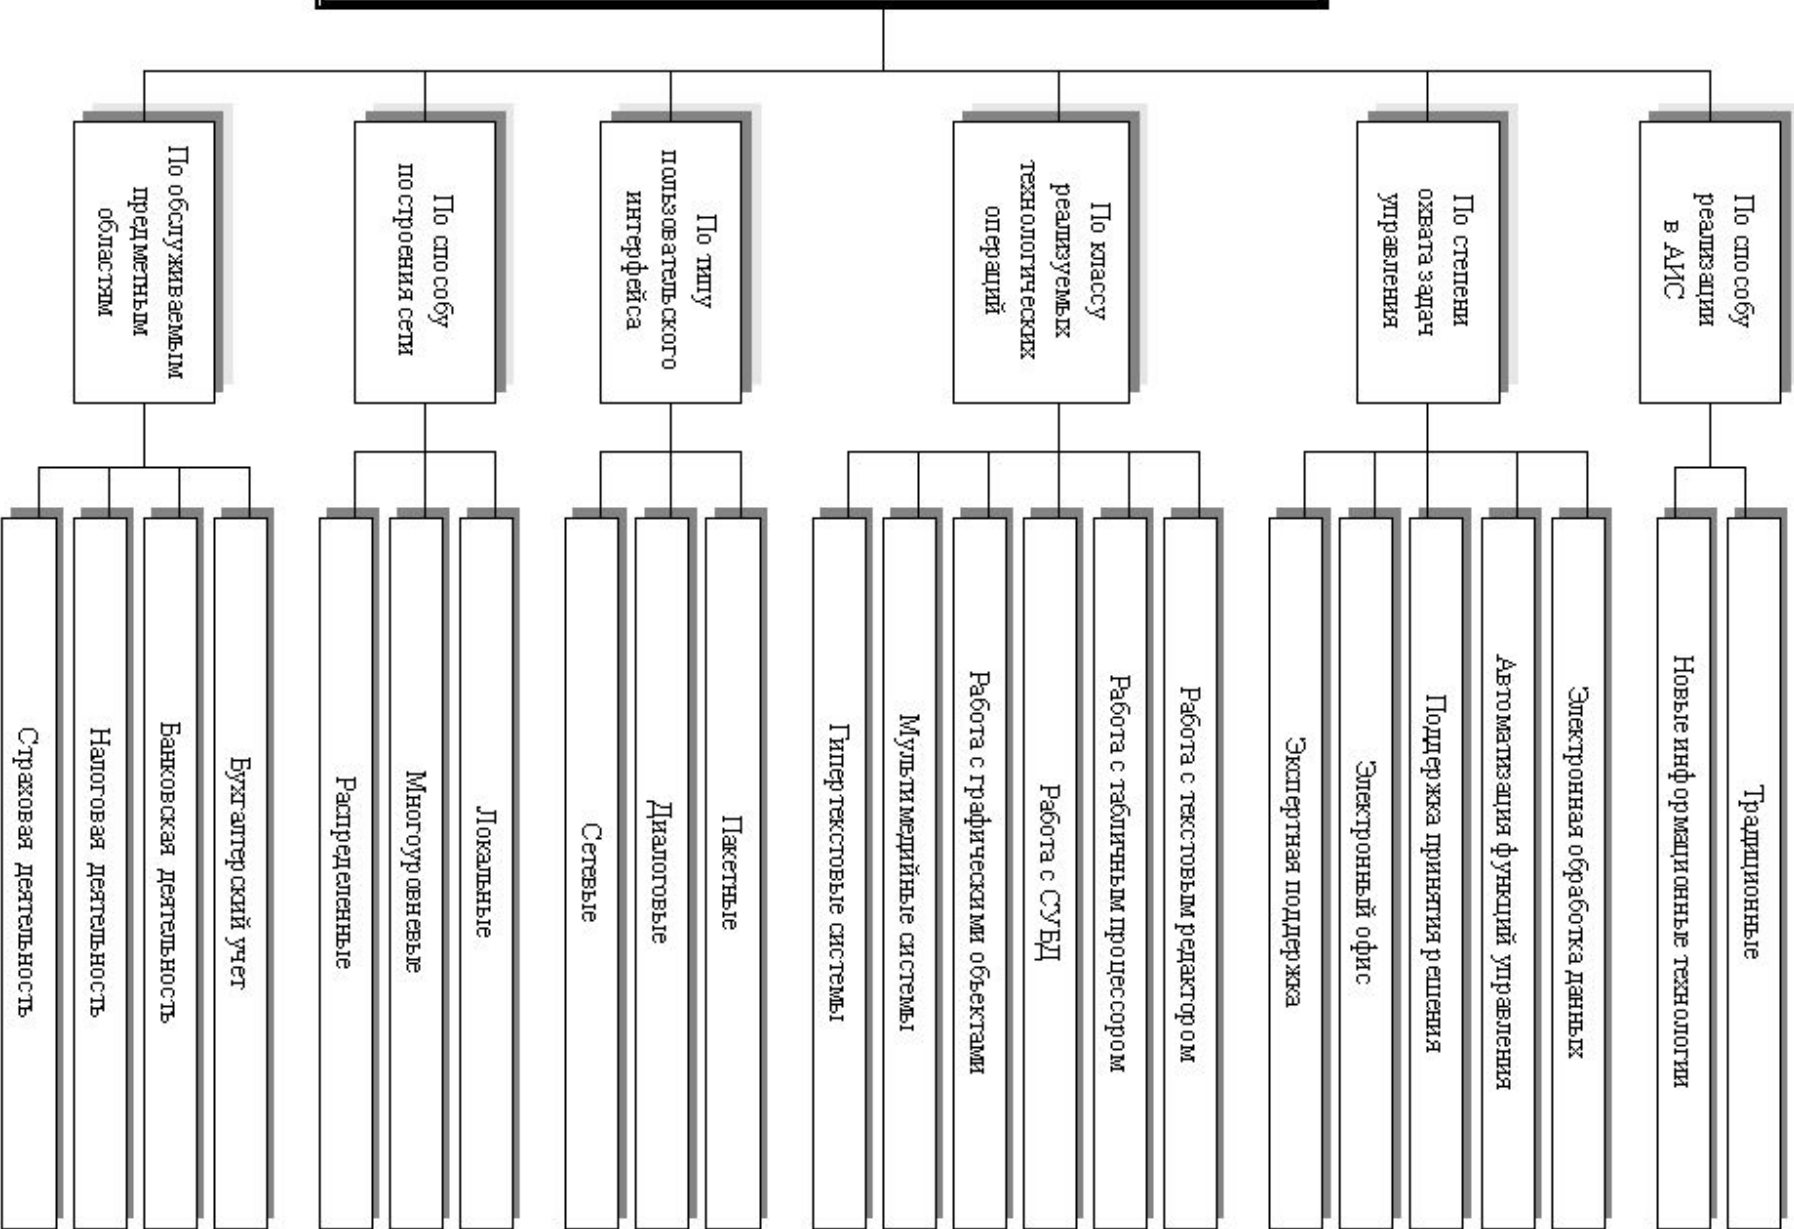 По способу
реализации
в АИС
Традиционные
Новые информационные технологии
По степени
охвата задач
управления
Электронная обработка данных
Автоматизация функций управления
Поддержка принятия решения
Электронный офис
Экспертная поддержка
По классу
реализуемых
технологических
операций
Работа с текстовым редактором
Работа с табличным процессором
Работа с СУБД
Работа с графическими объектами
Мультимедийные системы
Гипертекстовые системы
По типу
пользовательского
интерфейса
Пакетные
Диалоговые
Сетевые
По способу
построения сети
Локальные
Многоуровневые
Распределенные
По обслуживаемым
предметным
областям
Бухгалтерский учет
Банковская деятельность
Налоговая деятельность
Страховая деятельность